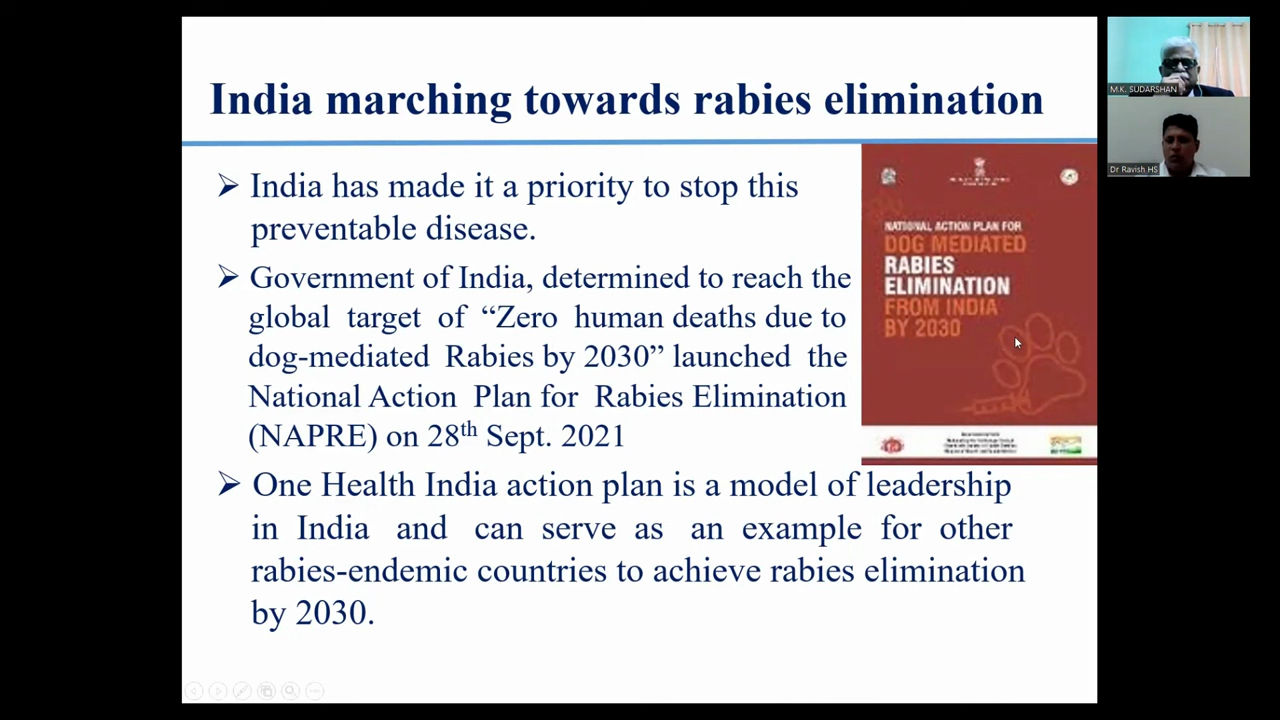 India marching towards rabies elimination
➢ India has made it a priority to stop this
preventable disease.
➢ Government of India, determined to reach the
global target of “Zero human deaths due to
dog-mediated Rabies by 2030” launched the
National Action Plan for Rabies Elimination
(NAPRE) on 28th Sept. 2021
➢ One Health India action plan is a model of leadership
in India and can serve as an example for other
rabies-endemic countries to achieve rabies elimination
by 2030.
NATIONAL ACTION PLAN FOR
DOG MEDIATED
RABIES
ELIMINATION
FROM INDIA
BY 2030
M.K. SUDARSHAN
Dr Ravish HS